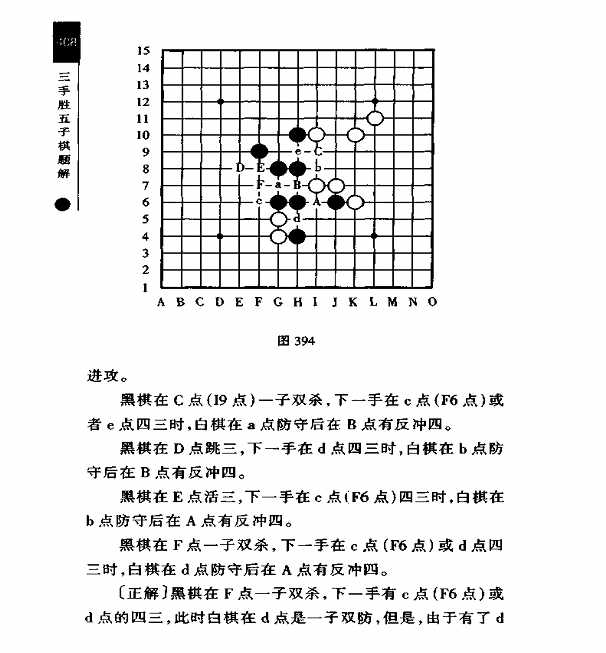 408
三手胜五子棋题解
15
14
13
12
11
10
9
8
7
6
5
4
3
2
1
e C
D E b
F a B
c A
d
A B C D E F G H I J K L M N O
图 394
进攻。
黑棋在 C 点(I9 点)一子双杀,下一手在 c 点(F6 点)或
者 e 点四三时,白棋在 a 点防守后在 B 点有反冲四。
黑棋在 D 点跳三,下一手在 d 点四三时,白棋在 b 点防
守后在 B 点有反冲四。
黑棋在 E 点活三,下一手在 c 点(F6 点)四三时,白棋在
b 点防守后在 A 点有反冲四。
黑棋在 F 点一子双杀,下一手在 c 点(F6 点)或 d 点四
三时,白棋在 d 点防守后在 A 点有反冲四。
〔正解〕黑棋在 F 点一子双杀,下一手有 c 点(F6 点)或
d 点的四三,此时白棋在 d 点是一子双防,但是,由于有了 d